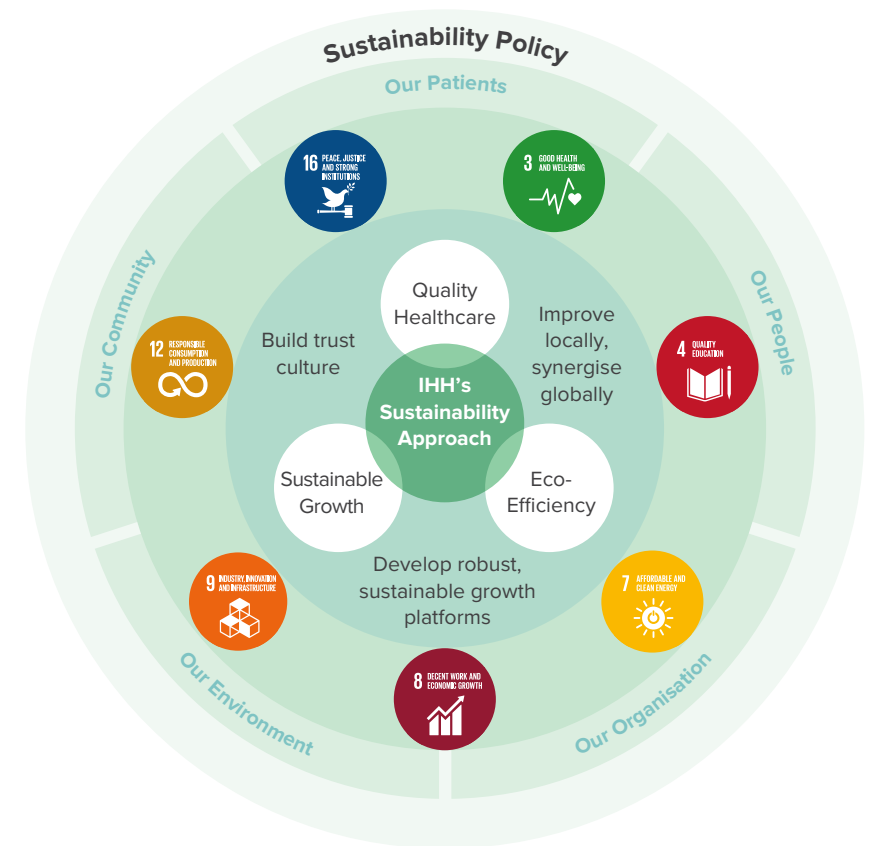 Sustainability Policy
Our Patients
16 PEACE, JUSTICE
AND STRONG
INSTITUTIONS
3 GOOD HEALTH
AND WELL-BEING
Our Community
Our People
12 RESPONSIBLE
CONSUMPTION
AND PRODUCTION
4 QUALITY
EDUCATION
Quality
Healthcare
Build trust
culture
Improve
locally,
synergise
globally
IHH's
Sustainability
Approach
Sustainable
Growth
Eco-
Efficiency
Develop robust,
sustainable growth
platforms
9 INDUSTRY, INNOVATION
AND INFRASTRUCTURE
7 AFFORDABLE AND
CLEAN ENERGY
8 DECENT WORK AND
ECONOMIC GROWTH
Our Environment
Our Organisation